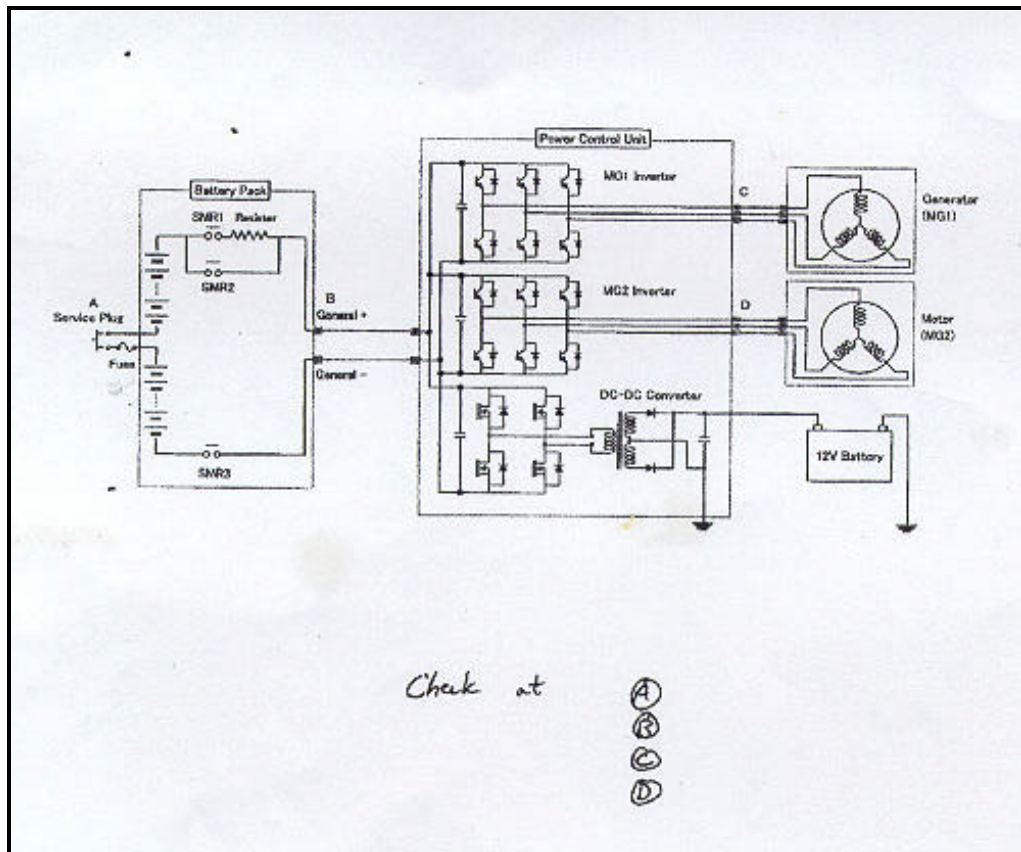 Power Control Unit
Battery Pack
MG1 Inverter
C
Generator
(MG1)
SMR1 Resister
SMR2
A
Service Plug
B
General +
MG2 Inverter
D
Motor
(MG2)
Fuse
General -
DC-DC Converter
12V Battery
SMR3
Check at A
B
C
D